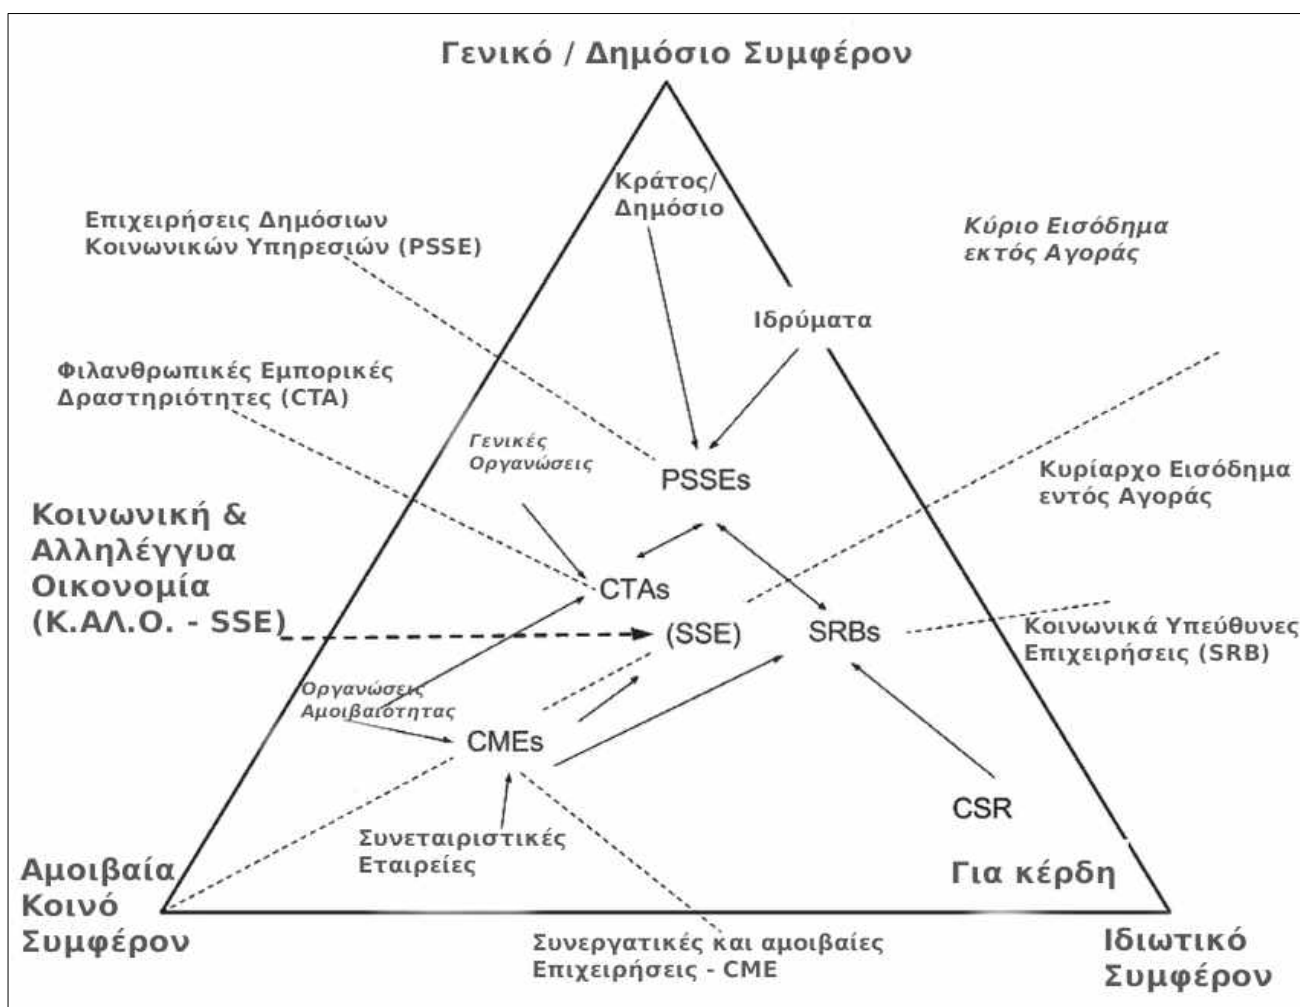 Γενικό / Δημόσιο Συμφέρον
Κράτος/
Δημόσιο
Επιχειρήσεις Δημόσιων
Κοινωνικών Υπηρεσιών (PSSE)
Κύριο Εισόδημα
εκτός Αγοράς
Ιδρύματα
Φιλανθρωπικές Εμπορικές
Δραστηριότητες (CTA)
Γενικές
Οργανώσεις
PSSEs
Κυρίαρχο Εισόδημα
εντός Αγοράς
Κοινωνική &
Αλληλέγγυα
Οικονομία
(Κ.ΑΛ.Ο. - SSE)
CTAs
(SSE)
SRBs
Κοινωνικά Υπεύθυνες
Επιχειρήσεις (SRB)
Οργανώσεις
Αμοιβαιότητας
CMEs
CSR
Συνεταιριστικές
Εταιρείες
Για κέρδη
Αμοιβαία
Κοινό
Συμφέρον
Συνεργατικές και αμοιβαίες
Επιχειρήσεις - CME
Ιδιωτικό
Συμφέρον